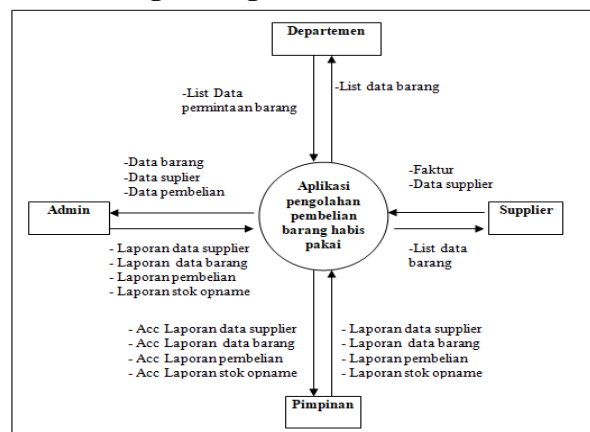 Departemen
-List Data
permintaan barang
-List data barang
-Data barang
-Data suplier
-Data pembelian
Admin
- Laporan data supplier
- Laporan data barang
- Laporan pembelian
- Laporan stok opname
Aplikasi
pengolahan
pembelian
barang habis
pakai
-Faktur
-Data supplier
Supplier
-List data
barang
- Acc Laporan data supplier
- Acc Laporan data barang
- Acc Laporan pembelian
- Acc Laporan stok opname
- Laporan data supplier
- Laporan data barang
- Laporan pembelian
- Laporan stok opname
Pimpinan